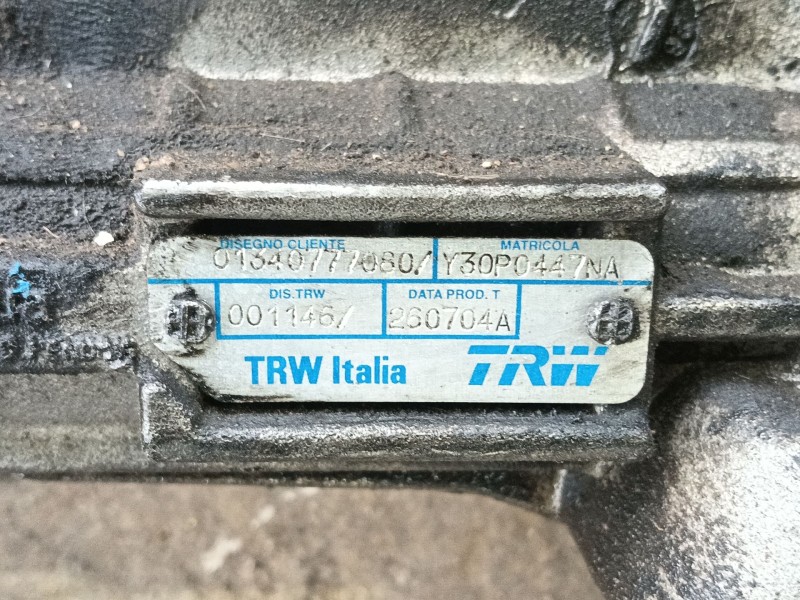 DISEGNO CLIENTE MATRICOLA
01340777080/ Y30P0447NA
DIS. TRW DATA PROD. T
001146/ 260704A
TRW Italia TRW